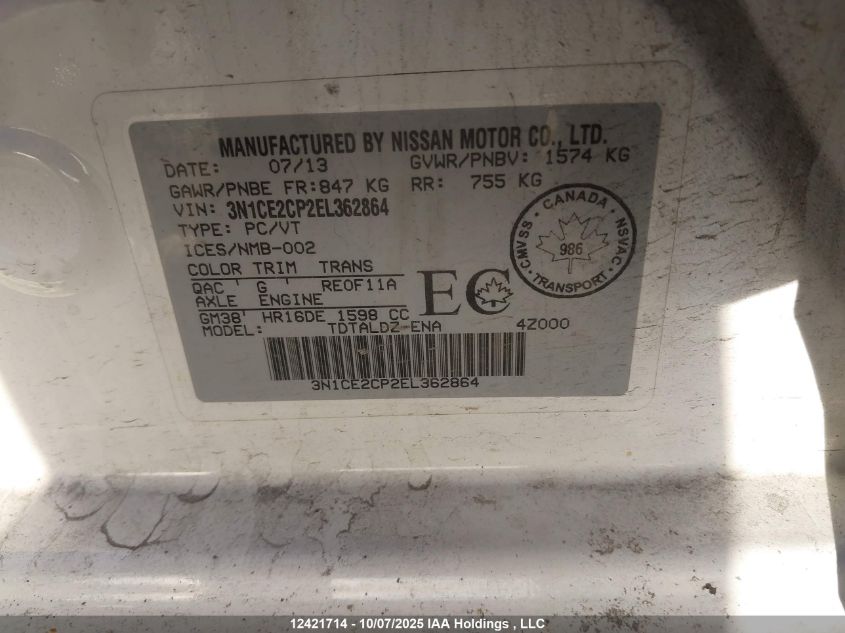 MANUFACTURED BY NISSAN MOTOR CO., LTD.
DATE: 07/13 GVWR/PNBV: 1574 KG
GAWR/PNBE FR:847 KG RR: 755 KG
VIN: 3N1CE2CP2EL362864
TYPE: PC/VT
ICES/NMB-002
COLOR TRIM TRANS
QAC G RE0F11A
AXLE ENGINE
GM38 HR16DE 1598 CC
MODEL: TDTALDZ-ENA 4Z000
3N1CE2CP2EL362864
EC
CANADA
CMVSS
NSVAC
986
TRANSPORT
12421714 - 10/07/2025 IAA Holdings , LLC